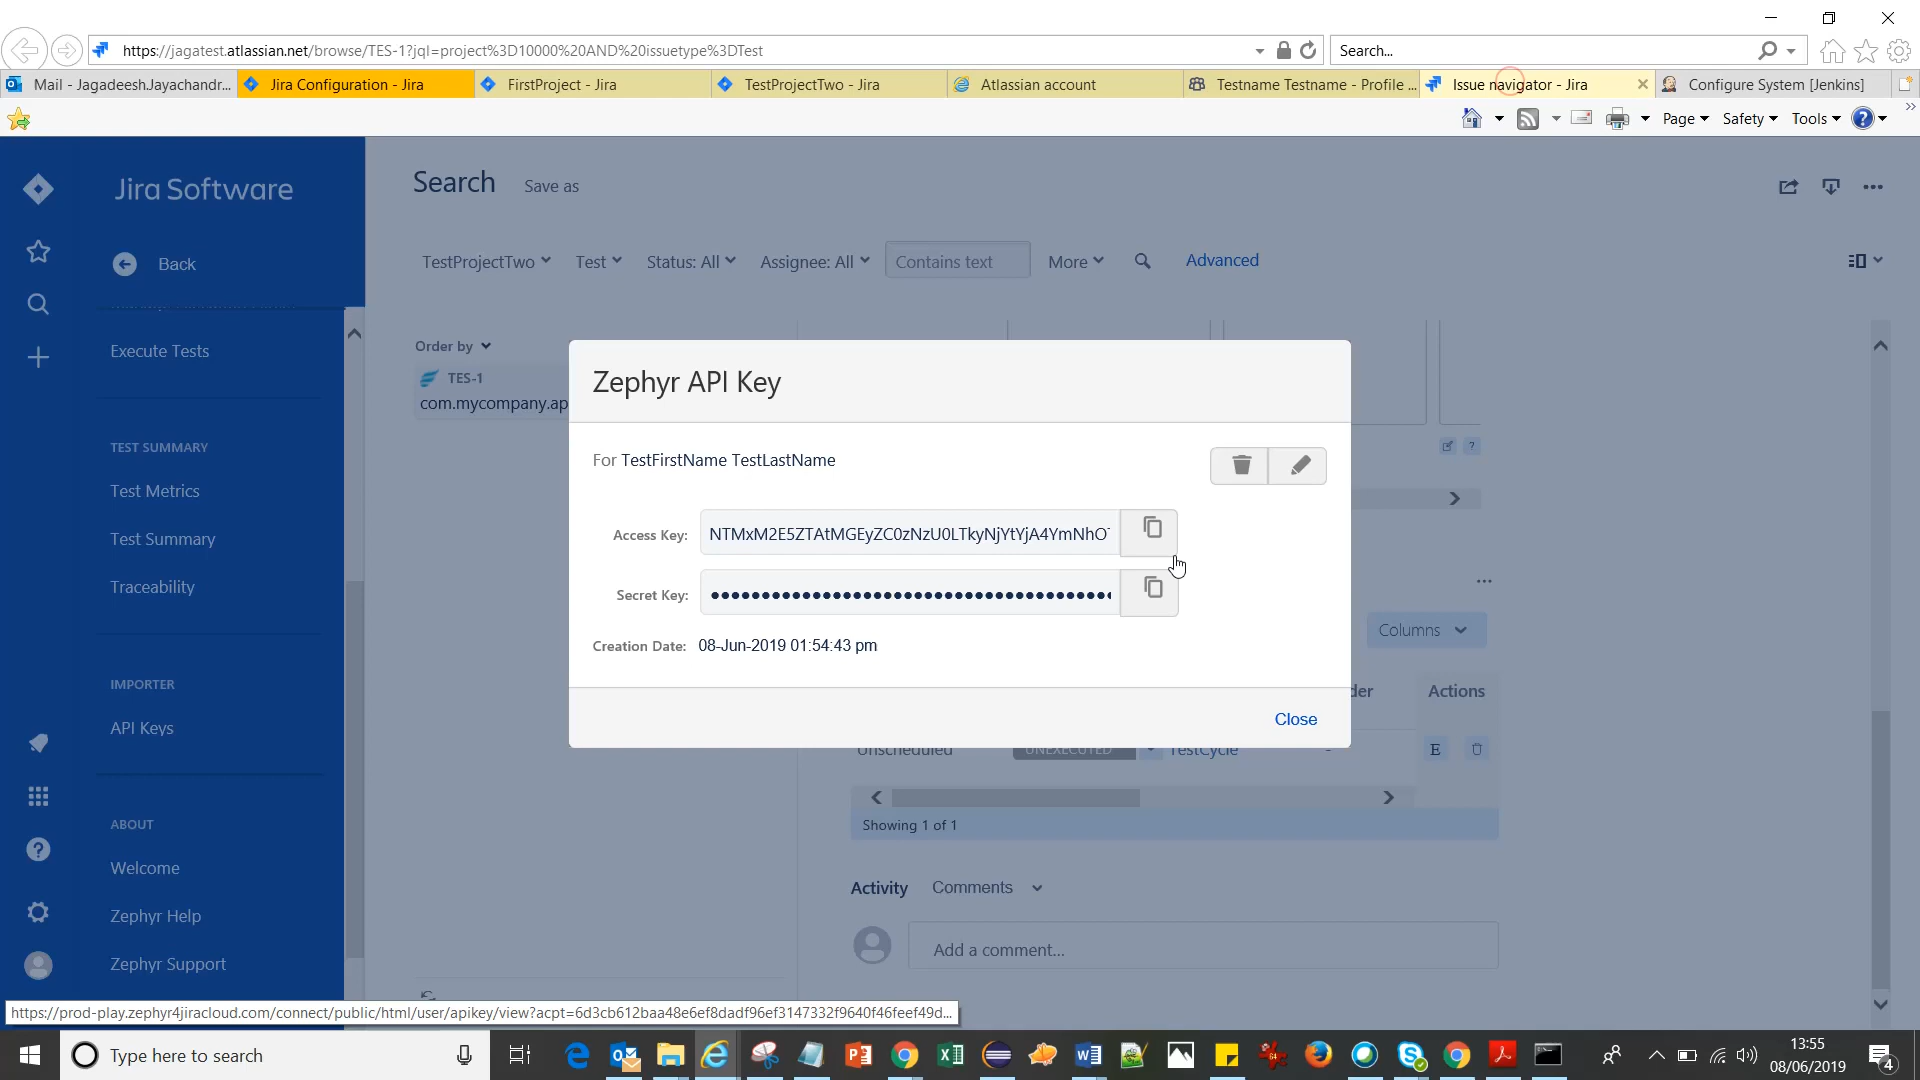 https://jagatest.atlassian.net/browse/TES-1?jql=project%3D10000%20AND%20issuetype%3DTest
Search...
Mail - Jagadeesh.Jayachandr...
Jira Configuration - Jira
FirstProject - Jira
TestProjectTwo - Jira
Atlassian account
Testname Testname - Profile ...
Issue navigator - Jira
Configure System [Jenkins]
Page
Safety
Tools
Jira Software
Back
Execute Tests
TEST SUMMARY
Test Metrics
Test Summary
Traceability
IMPORTER
API Keys
ABOUT
Welcome
Zephyr Help
Zephyr Support
Search
Save as
TestProjectTwo
Test
Status: All
Assignee: All
Contains text
More
Advanced
Order by
TES-1
com.mycompany.ap
Zephyr API Key
For TestFirstName TestLastName
Access Key:
NTMxM2E5ZTAtMGEyZC0zNzU0LTkyNjYtYjA4YmNhO
Secret Key:
Creation Date: 08-Jun-2019 01:54:43 pm
Close
Columns
der
Actions
Unscheduled
UNEXECUTED
TestCycle
-
E
Showing 1 of 1
Activity
Comments
Add a comment...
https://prod-play.zephyr4jiracloud.com/connect/public/html/user/apikey/view?acpt=6d3cb612baa48e6ef8dadf96ef3147332f9640f46feef49d...
Type here to search
13:55
08/06/2019
4